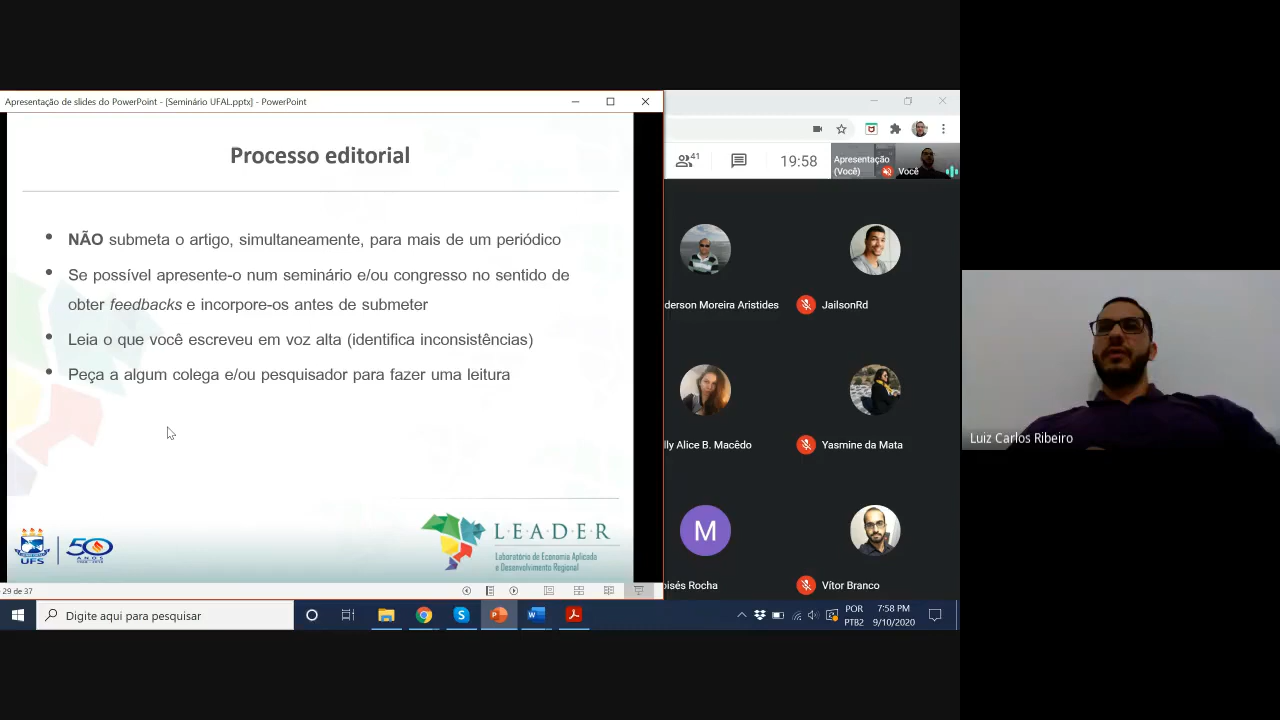 Apresentação de slides do PowerPoint - [Seminário UFAL.pptx] - PowerPoint
Processo editorial
NÃO submeta o artigo, simultaneamente, para mais de um periódico
Se possível apresente-o num seminário e/ou congresso no sentido de
obter feedbacks e incorpore-os antes de submeter
Leia o que você escreveu em voz alta (identifica inconsistências)
Peça a algum colega e/ou pesquisador para fazer uma leitura
UFS
50
ANOS
LEADER
Laboratório de Economia Aplicada
e Desenvolvimento Regional
29 de 37
41
19:58
Apresentação
(Você)
Você
derson Moreira Aristides
JailsonRd
lly Alice B. Macêdo
Yasmine da Mata
M
oisés Rocha
Vítor Branco
Luiz Carlos Ribeiro
Digite aqui para pesquisar
POR
PTB2
7:58 PM
9/10/2020